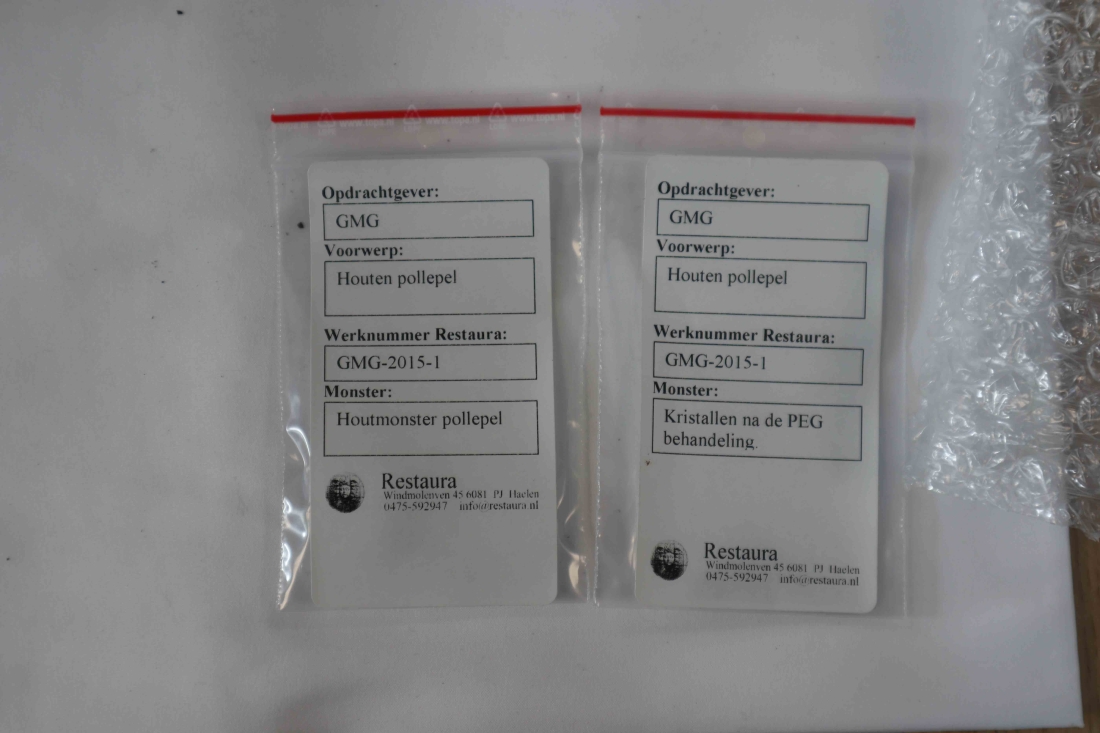 Opdrachtgever:
GMG
Voorwerp:
Houten pollepel
Werknummer Restaura:
GMG-2015-1
Monster:
Houtmonster pollepel
Restaura
Windmolenven 45 6081 PJ Haelen
0475-592947 info@restaura.nl
Opdrachtgever:
GMG
Voorwerp:
Houten pollepel
Werknummer Restaura:
GMG-2015-1
Monster:
Kristallen na de PEG
behandeling.
Restaura
Windmolenven 45 6081 PJ Haelen
0475-592947 info@restaura.nl